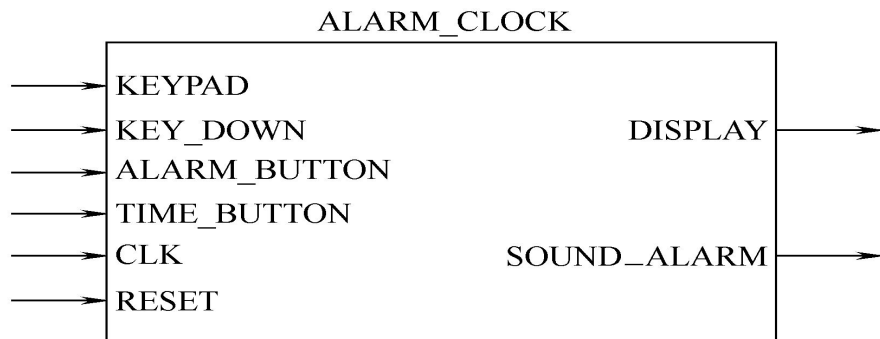 ALARM_CLOCK
KEYPAD
KEY_DOWN
DISPLAY
ALARM_BUTTON
TIME_BUTTON
CLK
SOUND_ALARM
RESET